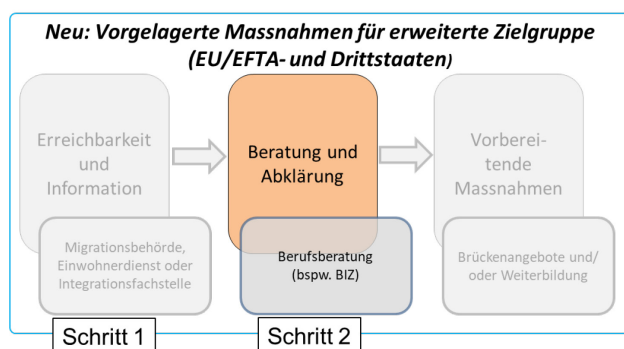 Neu: Vorgelagerte Massnahmen für erweiterte Zielgruppe
(EU/EFTA- und Drittstaaten)
Erreichbarkeit
und
Information
Migrationsbehörde,
Einwohnerdienst oder
Integrationsfachstelle
Schritt 1
Beratung und
Abklärung
Berufsberatung
(bspw. BIZ)
Schritt 2
Vorberei-
tende
Massnahmen
Brückenangebote und/
oder Weiterbildung